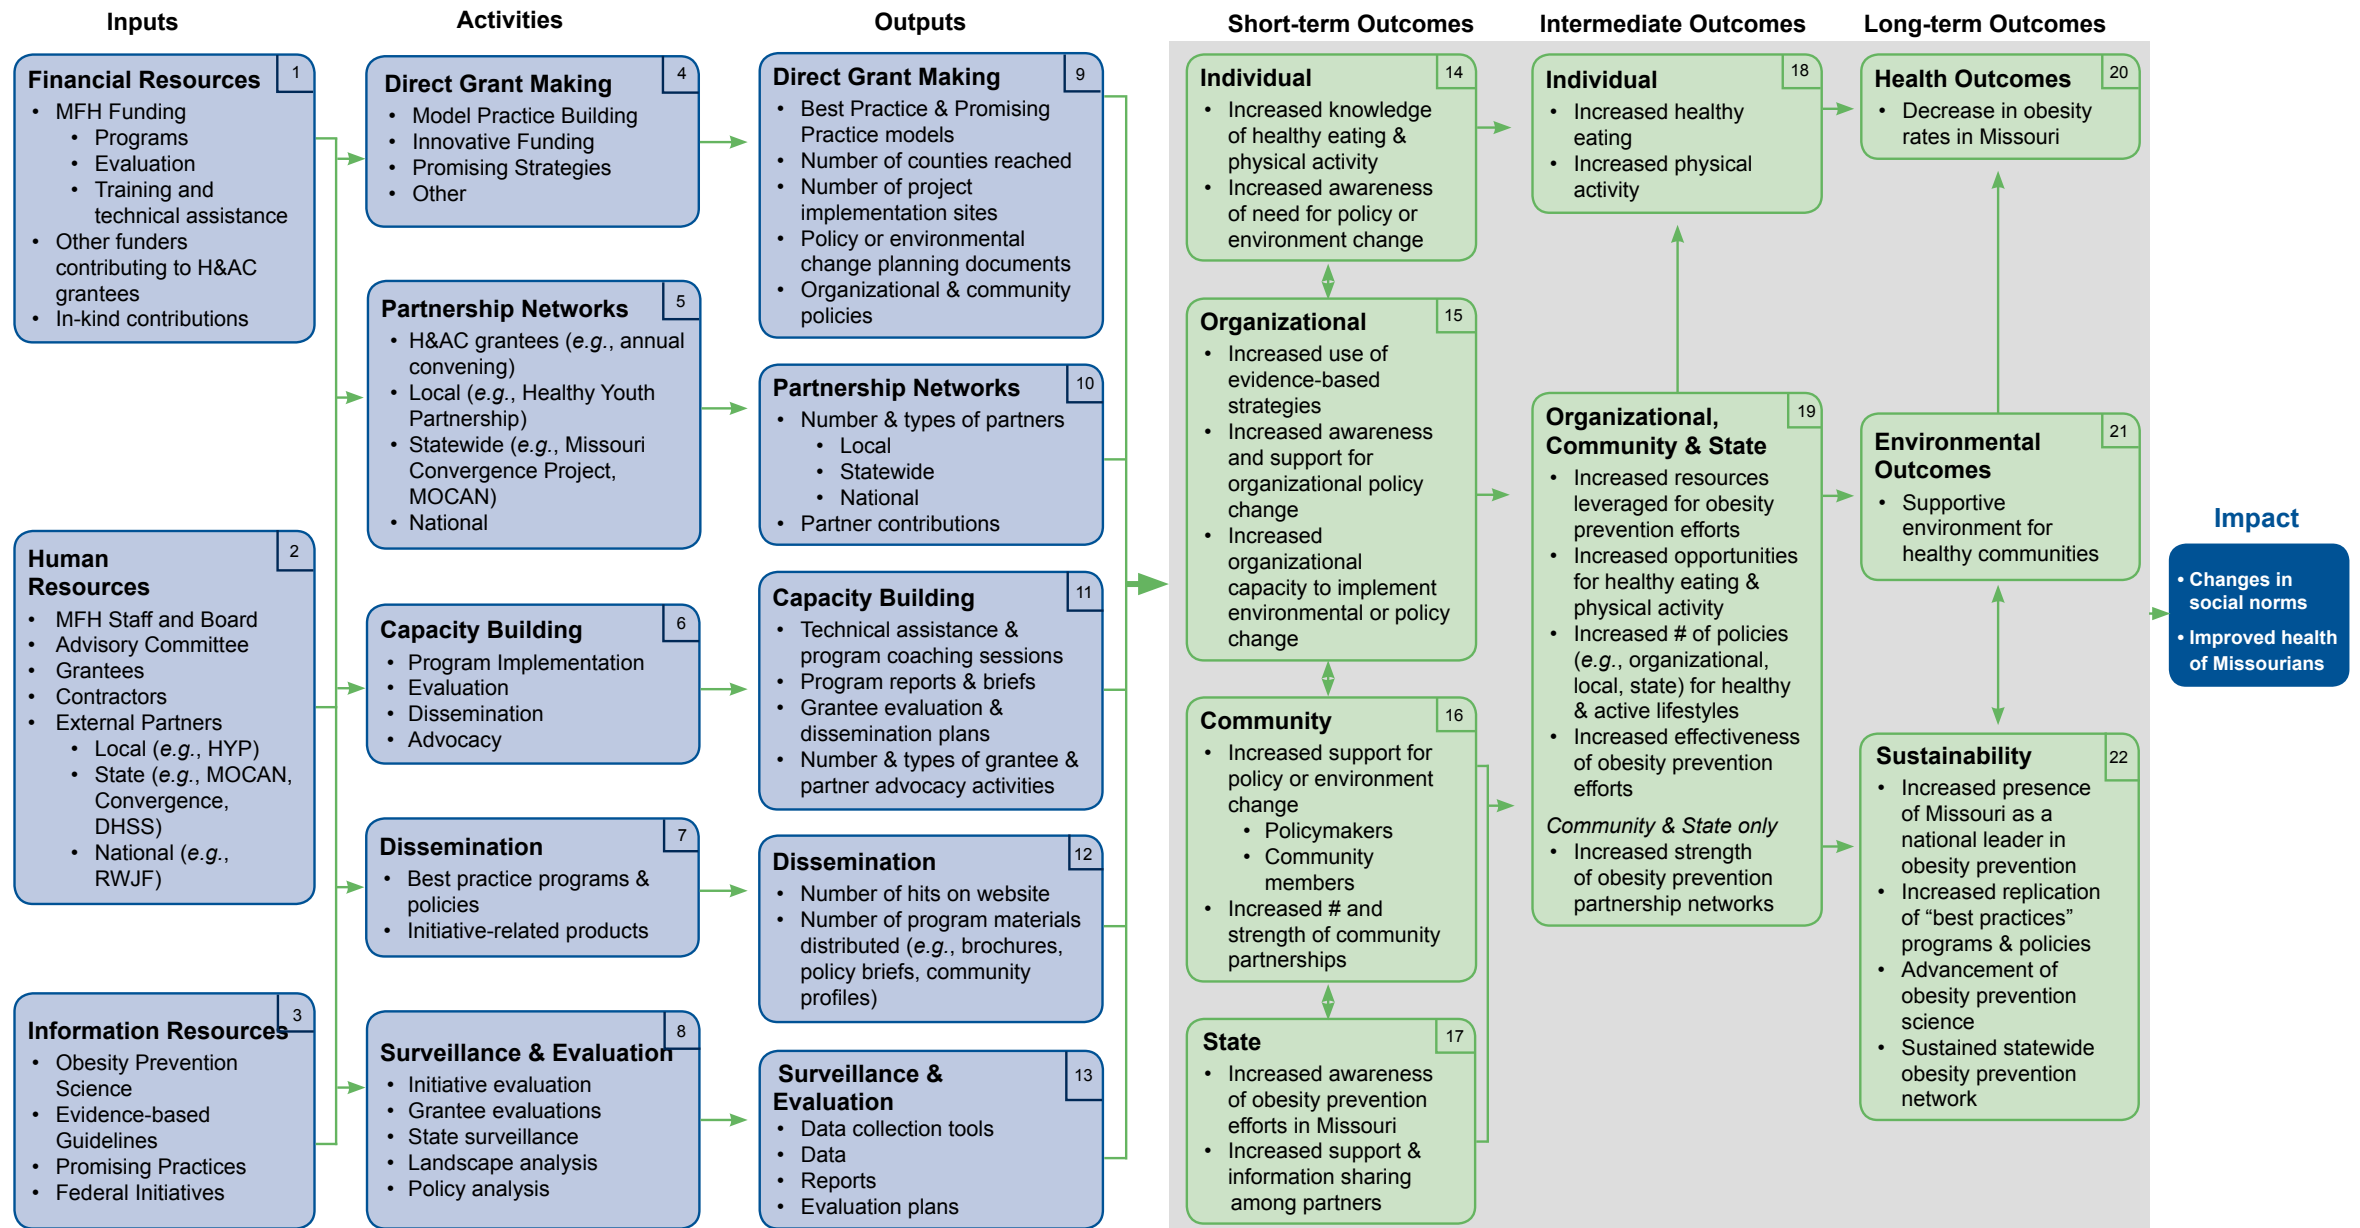 Inputs
Activities
Outputs
Short-term Outcomes
Intermediate Outcomes
Long-term Outcomes
Financial Resources
1
• MFH Funding
• Programs
• Evaluation
• Training and
technical assistance
• Other funders
contributing to H&AC
grantees
• In-kind contributions
Human
Resources
2
• MFH Staff and Board
• Advisory Committee
• Grantees
• Contractors
• External Partners
• Local (e.g., HYP)
• State (e.g., MOCAN,
Convergence,
DHSS)
• National (e.g.,
RWJF)
Information Resources
3
• Obesity Prevention
Science
• Evidence-based
Guidelines
• Promising Practices
• Federal Initiatives
Direct Grant Making
4
• Model Practice Building
• Innovative Funding
• Promising Strategies
• Other
Partnership Networks
5
• H&AC grantees (e.g., annual
convening)
• Local (e.g., Healthy Youth
Partnership)
• Statewide (e.g., Missouri
Convergence Project,
MOCAN)
• National
Capacity Building
6
• Program Implementation
• Evaluation
• Dissemination
• Advocacy
Dissemination
7
• Best practice programs &
policies
• Initiative-related products
Surveillance & Evaluation
8
• Initiative evaluation
• Grantee evaluations
• State surveillance
• Landscape analysis
• Policy analysis
Direct Grant Making
9
• Best Practice & Promising
Practice models
• Number of counties reached
• Number of project
implementation sites
• Policy or environmental
change planning documents
• Organizational & community
policies
Partnership Networks
10
• Number & types of partners
• Local
• Statewide
• National
• Partner contributions
Capacity Building
11
• Technical assistance &
program coaching sessions
• Program reports & briefs
• Grantee evaluation &
dissemination plans
• Number & types of grantee &
partner advocacy activities
Dissemination
12
• Number of hits on website
• Number of program materials
distributed (e.g., brochures,
policy briefs, community
profiles)
Surveillance &
Evaluation
13
• Data collection tools
• Data
• Reports
• Evaluation plans
Individual
14
• Increased knowledge
of healthy eating &
physical activity
• Increased awareness
of need for policy or
environment change
Organizational
15
• Increased use of
evidence-based
strategies
• Increased awareness
and support for
organizational policy
change
• Increased
organizational
capacity to implement
environmental or policy
change
Community
16
• Increased support for
policy or environment
change
• Policymakers
• Community
members
• Increased # and
strength of community
partnerships
State
17
• Increased awareness
of obesity prevention
efforts in Missouri
• Increased support &
information sharing
among partners
Individual
18
• Increased healthy
eating
• Increased physical
activity
Organizational,
Community & State
19
• Increased resources
leveraged for obesity
prevention efforts
• Increased opportunities
for healthy eating &
physical activity
• Increased # of policies
(e.g., organizational,
local, state) for healthy
& active lifestyles
• Increased effectiveness
of obesity prevention
efforts
Community & State only
• Increased strength
of obesity prevention
partnership networks
Health Outcomes
20
• Decrease in obesity
rates in Missouri
Environmental
Outcomes
21
• Supportive
environment for
healthy communities
Sustainability
22
• Increased presence
of Missouri as a
national leader in
obesity prevention
• Increased replication
of “best practices”
programs & policies
• Advancement of
obesity prevention
science
• Sustained statewide
obesity prevention
network
Impact
• Changes in
social norms
• Improved health
of Missourians